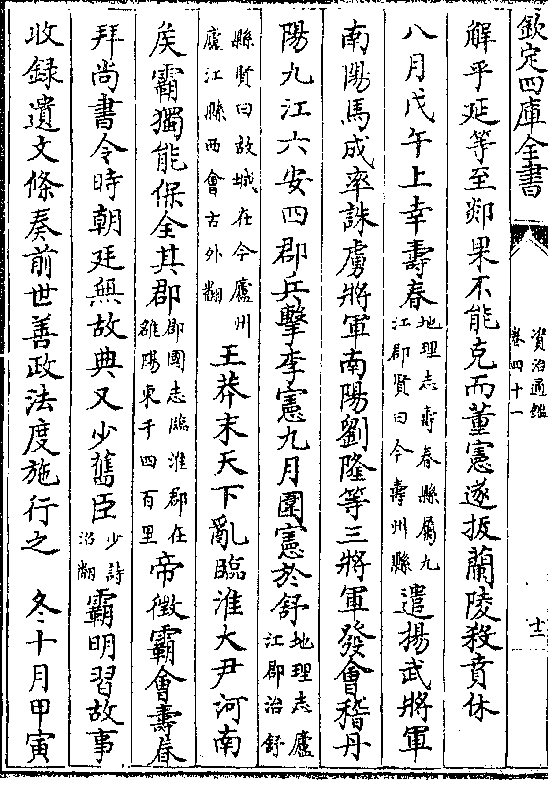 欽定四庫全書
資治通鑑
卷四十一
十二
解乎延等至郯果不能克而董憲遂拔蘭陵殺賁休
八月戊午上幸壽春地理志壽春縣屬九江郡賢曰今壽州縣遣揚武將軍
南陽馬成率誅虜將軍南陽劉隆等三將軍發會稽丹
陽九江六安四郡兵擊李憲九月圍憲於舒地理志廬江郡治舒
縣賢曰故城在今廬州廬江縣西會古外翻王莽末天下亂臨淮大尹河南
矦霸獨能保全其郡郡國志臨淮郡在雒陽東千四百里帝徵霸會壽春
拜尚書令時朝廷無故典又少舊臣少詩沼翻霸明習故事
收録遺文條奏前世善政法度施行之 冬十月甲寅